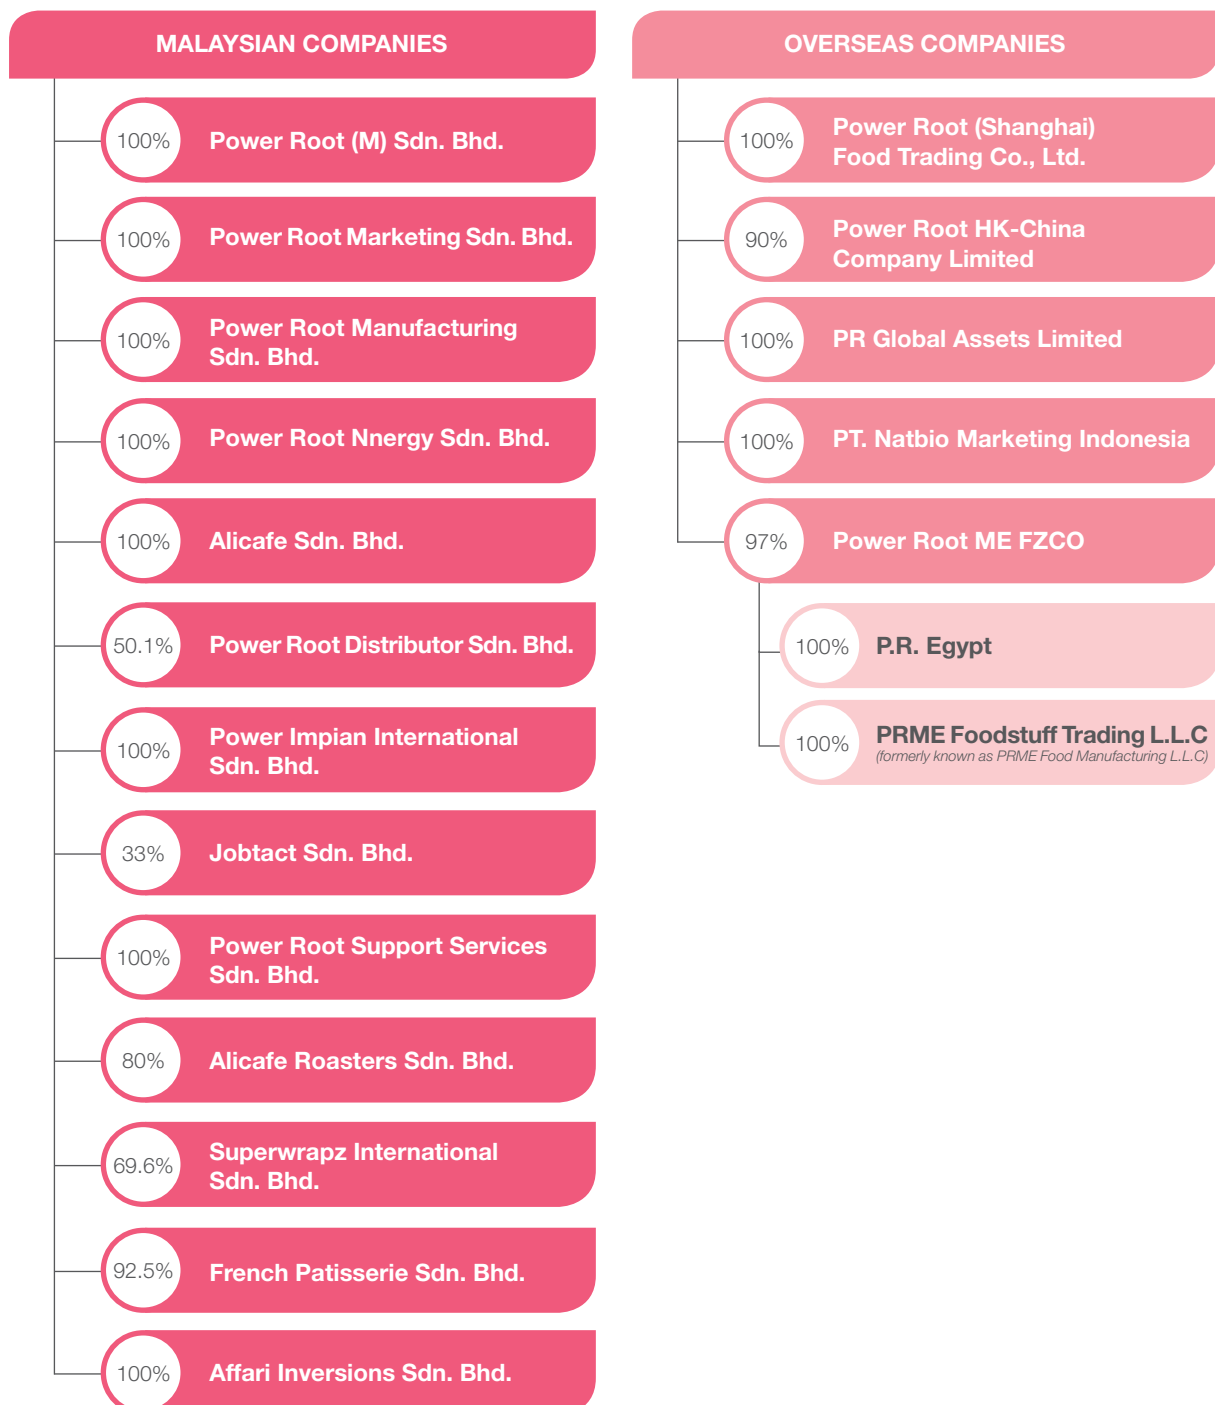 MALAYSIAN COMPANIES
100%
Power Root (M) Sdn. Bhd.
100%
Power Root Marketing Sdn. Bhd.
100%
Power Root Manufacturing
Sdn. Bhd.
100%
Power Root Nnergy Sdn. Bhd.
100%
Alicafe Sdn. Bhd.
50.1%
Power Root Distributor Sdn. Bhd.
100%
Power Impian International
Sdn. Bhd.
33%
Jobtact Sdn. Bhd.
100%
Power Root Support Services
Sdn. Bhd.
80%
Alicafe Roasters Sdn. Bhd.
69.6%
Superwrapz International
Sdn. Bhd.
92.5%
French Patisserie Sdn. Bhd.
100%
Affari Inversions Sdn. Bhd.
OVERSEAS COMPANIES
100%
Power Root (Shanghai)
Food Trading Co., Ltd.
90%
Power Root HK-China
Company Limited
100%
PR Global Assets Limited
100%
PT. Natbio Marketing Indonesia
97%
Power Root ME FZCO
100%
P.R. Egypt
100%
PRME Foodstuff Trading L.L.C
(formerly known as PRME Food Manufacturing L.L.C)